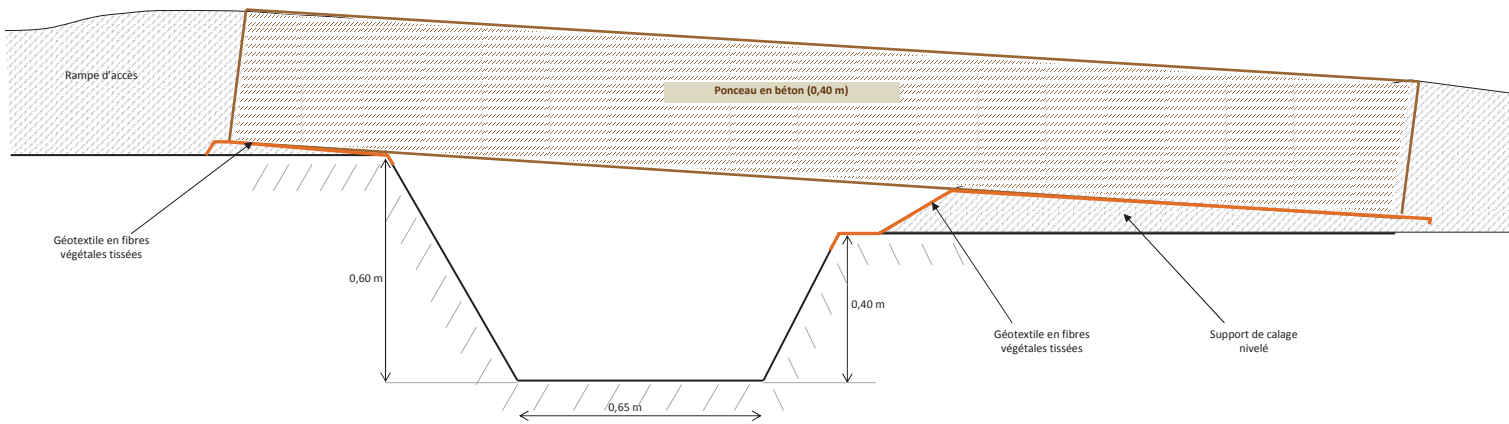 Rampe d'accès
Ponceau en béton (0,40 m)
Géotextile en fibres
végétales tissées
0,60 m
0,40 m
0,65 m
Géotextile en fibres
végétales tissées
Support de calage
nivelé